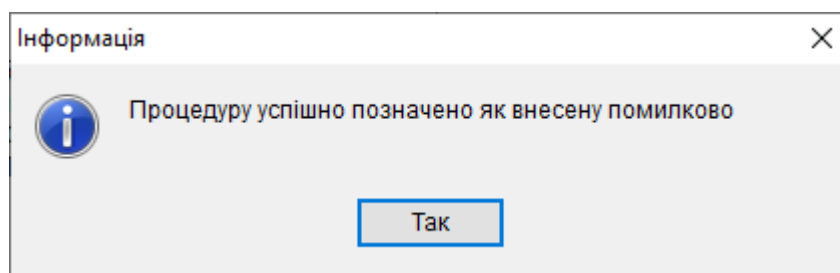 Інформація
Процедуру успішно позначено як внесену помилково
Так